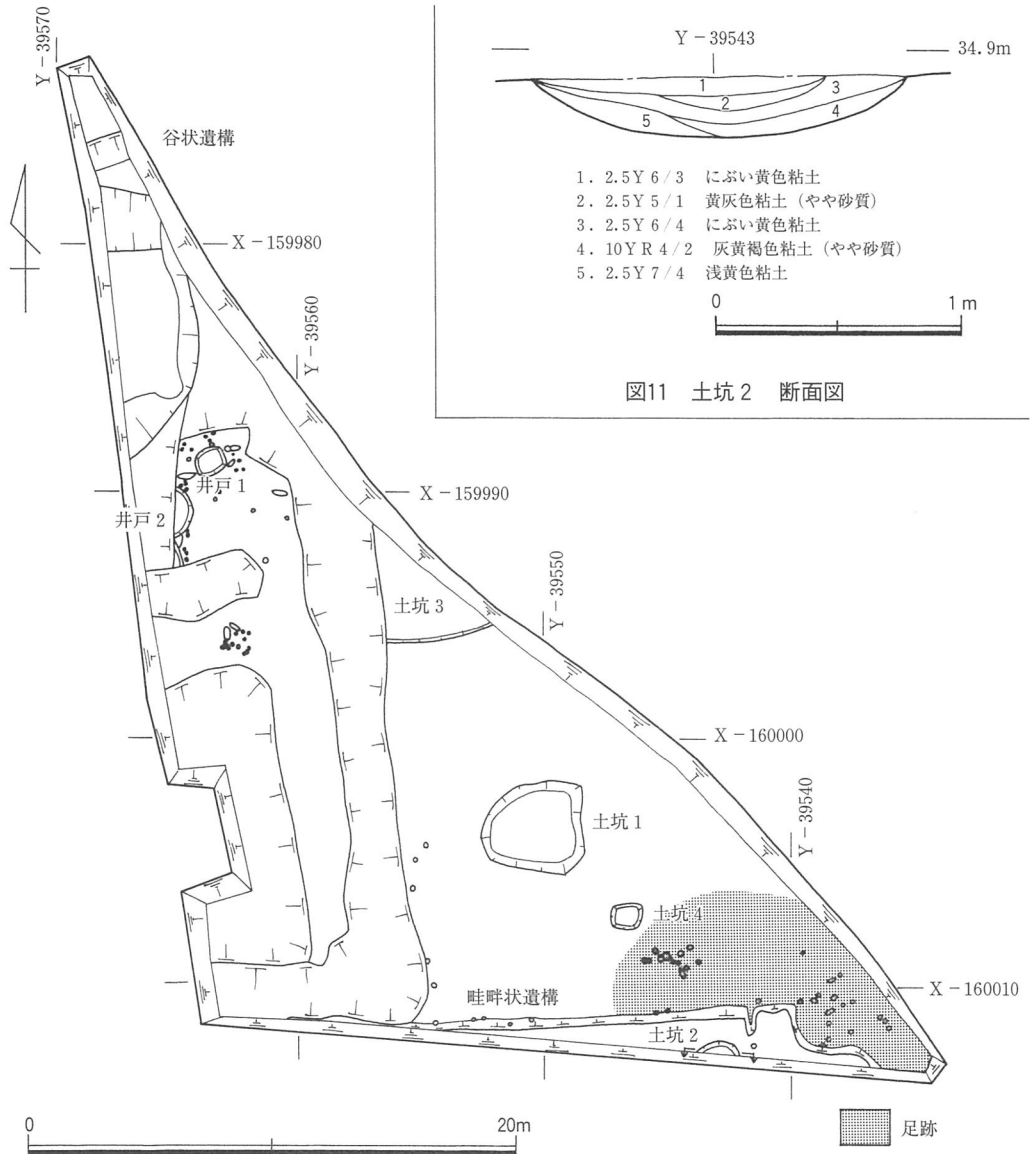 Y－39570
谷状遺構
X－159980
Y－39560
井戸1
井戸2
X－159990
Y－39550
土坑3
X－160000
Y－39540
土坑1
土坑4
X－160010
畦畔状遺構
土坑2
0 20m
足跡
Y－39543
34.9m
1
2
3
4
5
1．2.5Y 6/3 にぶい黄色粘土
2．2.5Y 5/1 黄灰色粘土（やや砂質）
3．2.5Y 6/4 にぶい黄色粘土
4．10YR 4/2 灰黄褐色粘土（やや砂質）
5．2.5Y 7/4 浅黄色粘土
0 1m
図11 土坑2 断面図